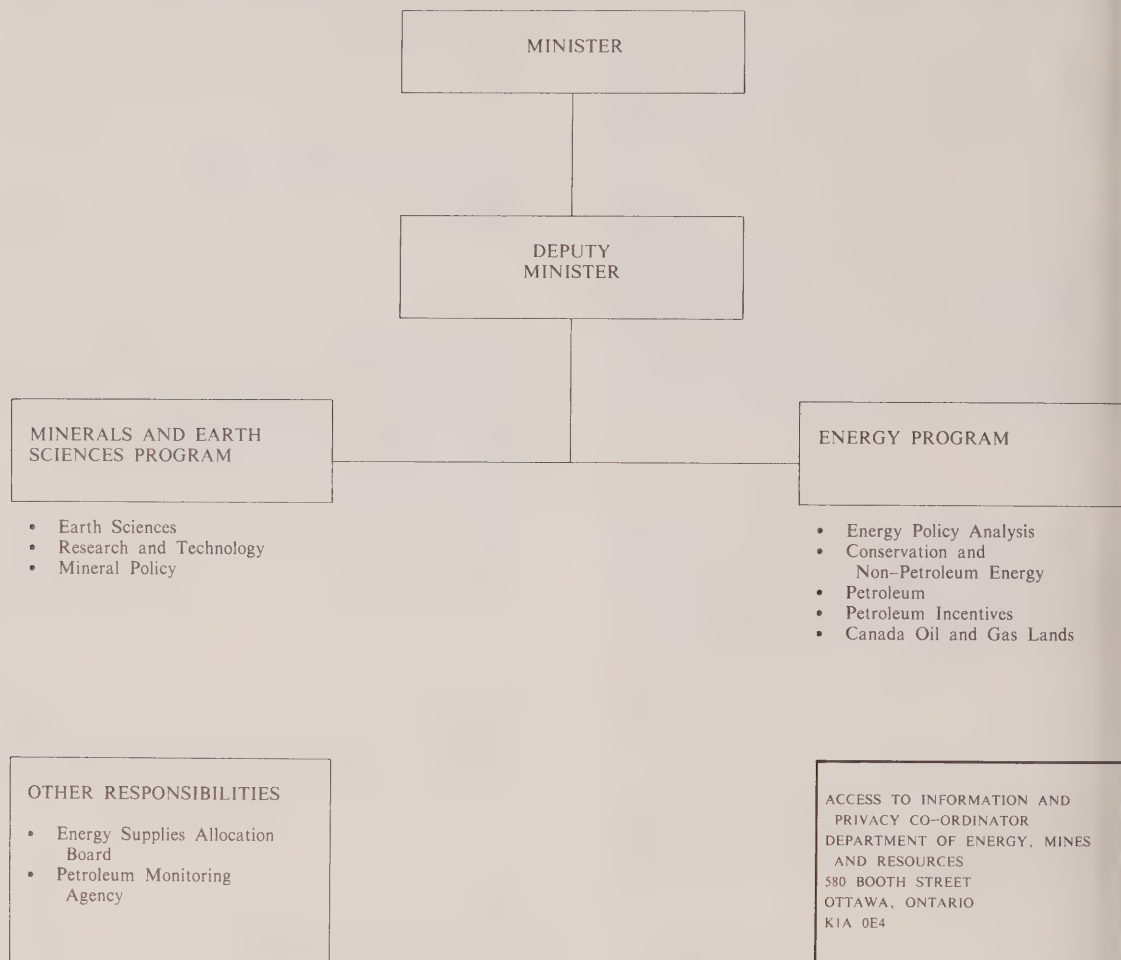 MINISTER
DEPUTY
MINISTER
MINERALS AND EARTH
SCIENCES PROGRAM
• Earth Sciences
• Research and Technology
• Mineral Policy
ENERGY PROGRAM
• Energy Policy Analysis
• Conservation and
Non-Petroleum Energy
• Petroleum
• Petroleum Incentives
• Canada Oil and Gas Lands
OTHER RESPONSIBILITIES
• Energy Supplies Allocation
Board
• Petroleum Monitoring
Agency
ACCESS TO INFORMATION AND
PRIVACY CO-ORDINATOR
DEPARTMENT OF ENERGY, MINES
AND RESOURCES
580 BOOTH STREET
OTTAWA, ONTARIO
K1A 0E4